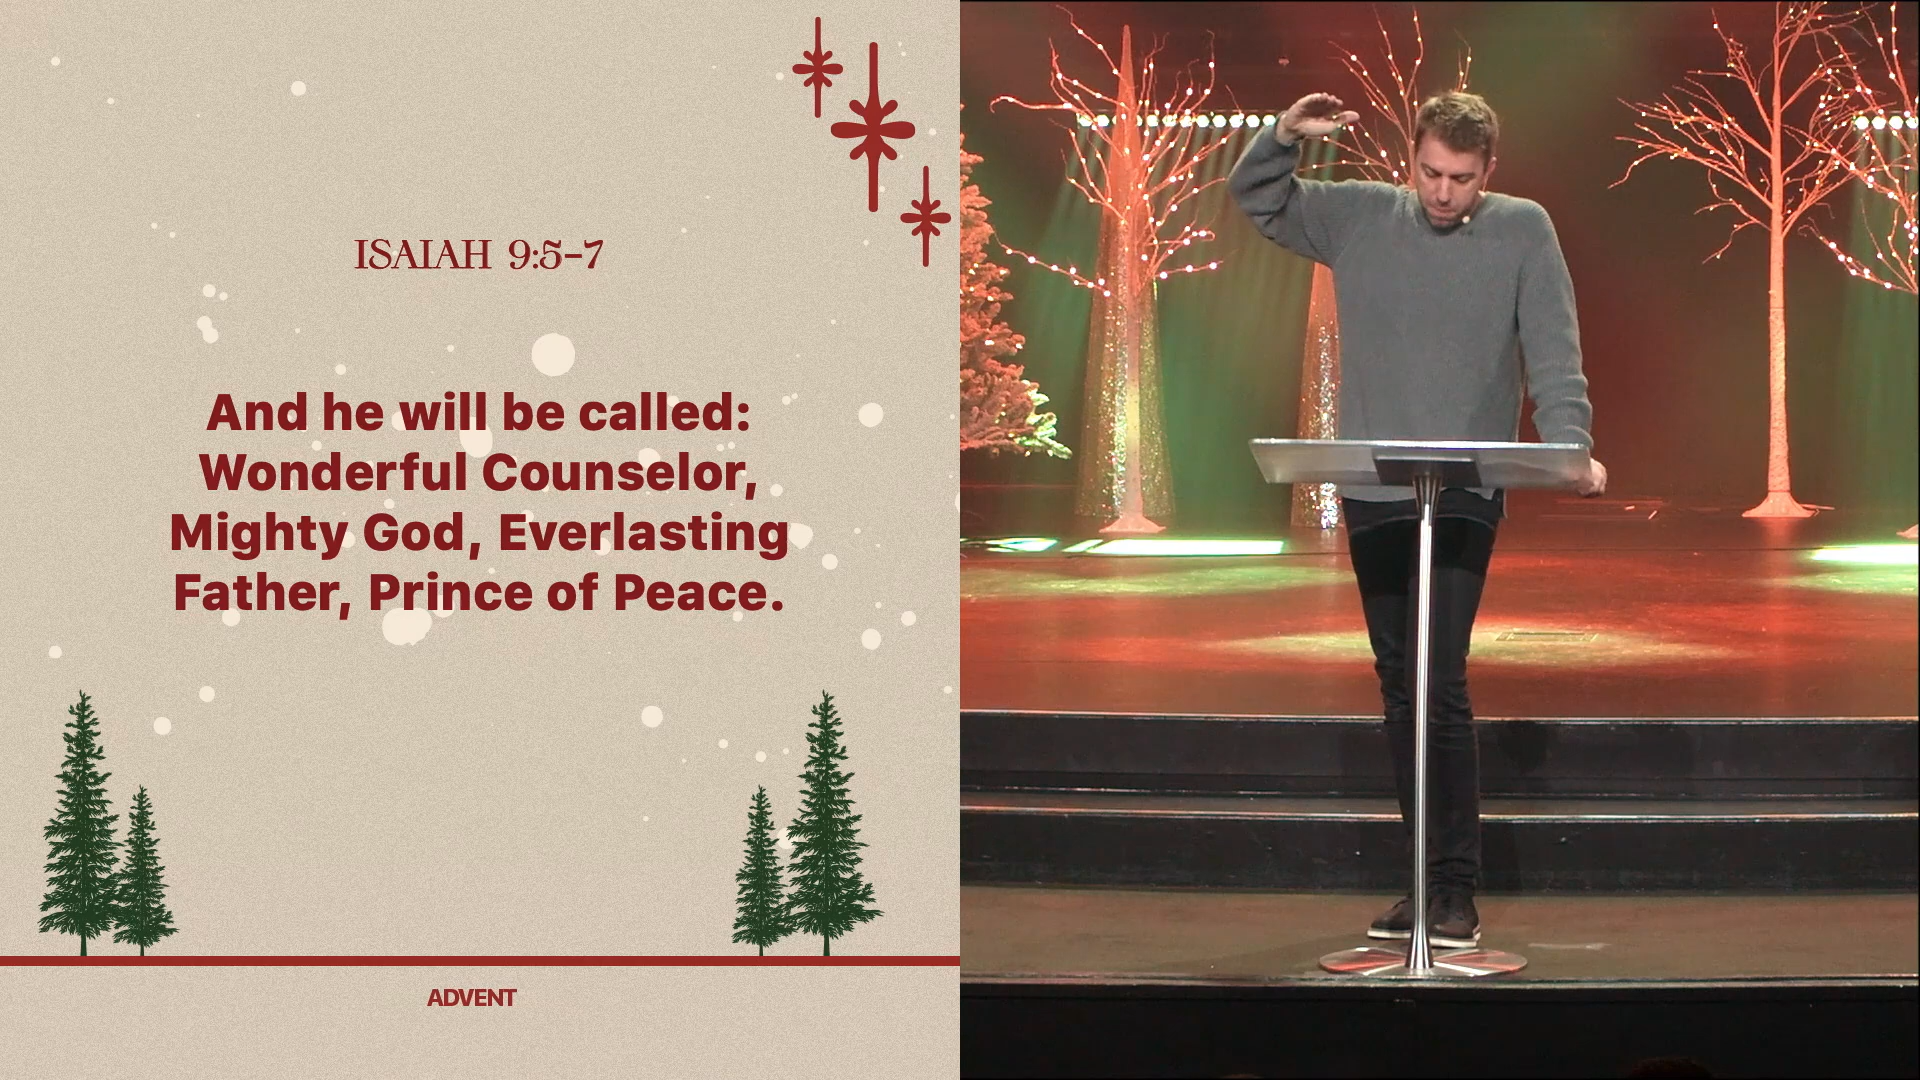 ISAIAH 9:5-7
And he will be called:
Wonderful Counselor,
Mighty God, Everlasting
Father, Prince of Peace.
ADVENT